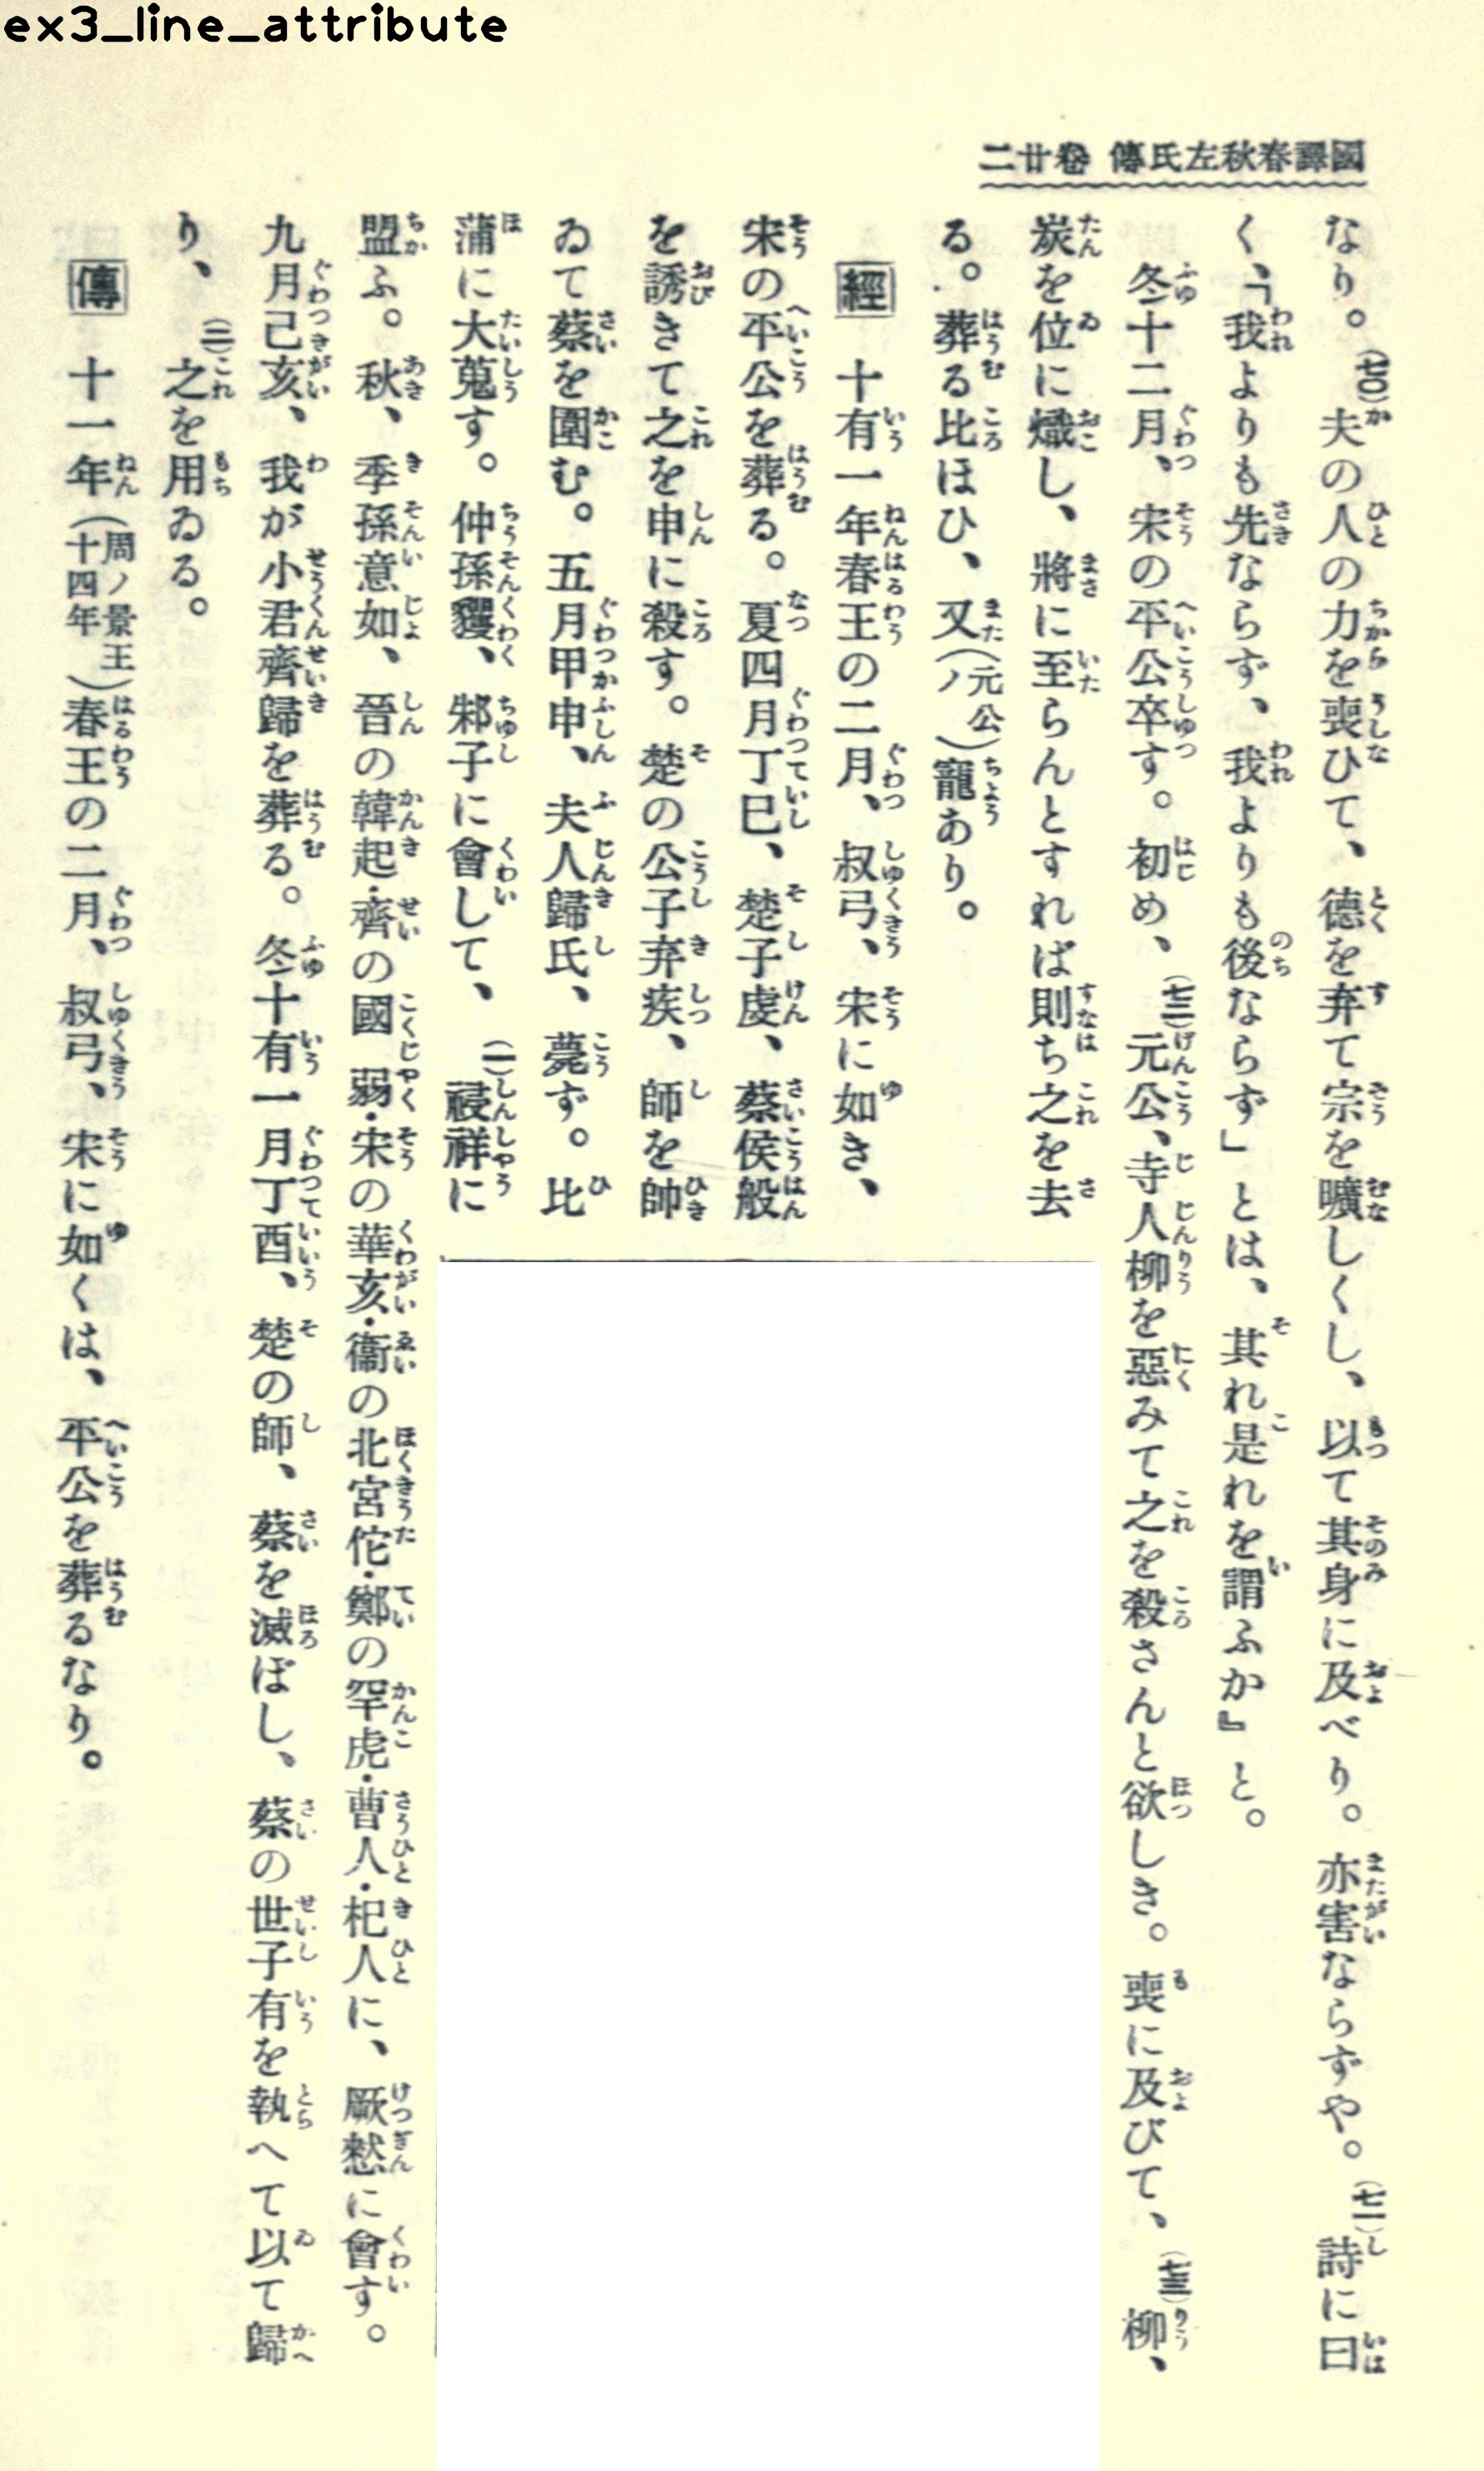 ex3_line_attribute
二廿卷 傳氏左秋春譯國
なり。(七〇)夫の人の力を喪ひて、德を弃て宗を曠しくし、以て其身に及べり。亦害ならずや。(七一)詩に曰
く、「我よりも先ならず、我よりも後ならず」とは、其れ是れを謂ふか』と。
冬十二月、宋の平公卒す。初め、(七二)元公、寺人柳を惡みて之を殺さんと欲しき。喪に及びて、(七三)柳、
炭を位に熾し、將に至らんとすれば則ち之を去
る。葬る比ほひ、又(元公ノ)寵あり。
經 十有一年春王の二月、叔弓、宋に如き、
宋の平公を葬る。夏四月丁巳、楚子虔、蔡侯般
を誘きて之を申に殺す。楚の公子弃疾、師を帥
ゐて蔡を圍む。五月甲申、夫人歸氏、薨ず。比
蒲に大蒐す。仲孫貜、邾子に會して、(一)祲祥に
盟ふ。秋、季孫意如、晉の韓起・齊の國弱・宋の華亥・衞の北宮佗・鄭の罕虎・曹人・杞人に、厥憖に會す。
九月己亥、我が小君齊歸を葬る。冬十有一月丁酉、楚の師、蔡を滅ぼし、蔡の世子有を執へて以て歸
り、(二)之を用ゐる。
傳 十一年(周ノ景王十四年)春王の二月、叔弓、宋に如くは、平公を葬るなり。